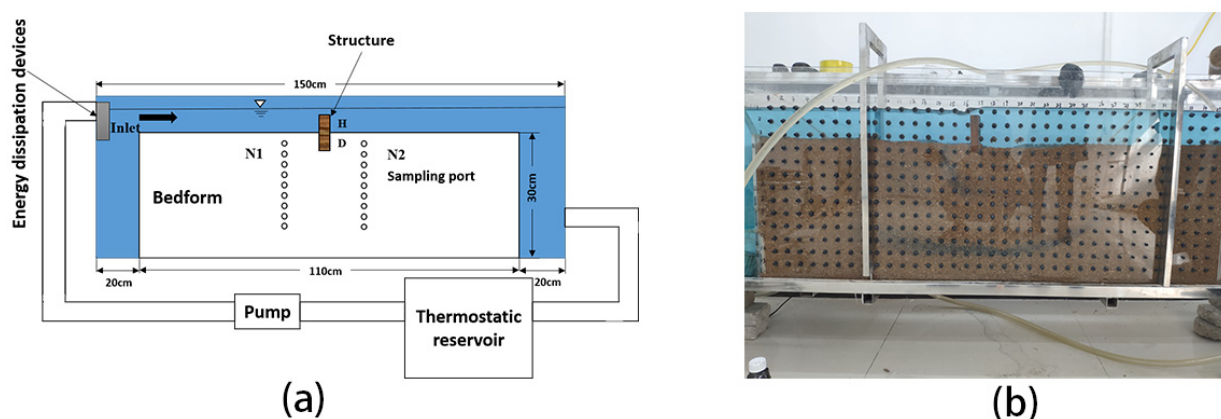 Energy dissipation devices
Structure
150cm
Inlet
H
D
N1
N2
Sampling port
Bedform
30cm
20cm
110cm
20cm
Pump
Thermostatic
reservoir
(a)
(b)